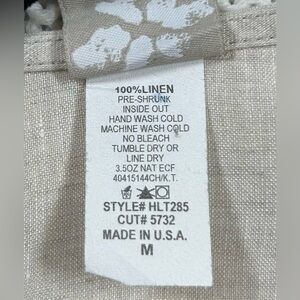 100%LINEN
PRE-SHRUNK
INSIDE OUT
HAND WASH COLD
MACHINE WASH COLD
NO BLEACH
TUMBLE DRY OR
LINE DRY
3.5OZ NAT ECF
40415144CH/K.T.
STYLE# HLT285
CUT# 5732
MADE IN U.S.A.
M